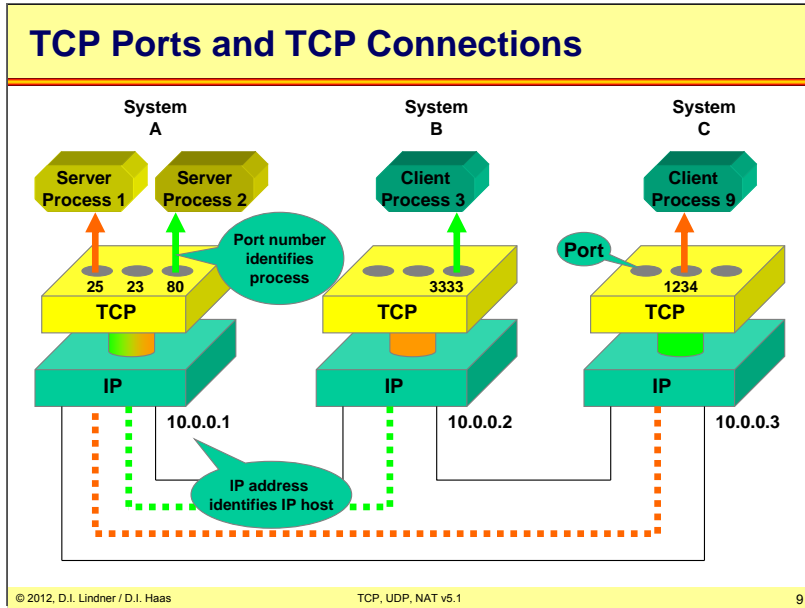 TCP Ports and TCP Connections
System
A
System
B
System
C
Server
Process 1
Server
Process 2
Client
Process 3
Client
Process 9
Port number
identifies
process
Port
25 23 80
3333
1234
TCP
TCP
TCP
IP
IP
IP
10.0.0.1
10.0.0.2
10.0.0.3
IP address
identifies IP host
© 2012, D.I. Lindner / D.I. Haas
TCP, UDP, NAT v5.1
9